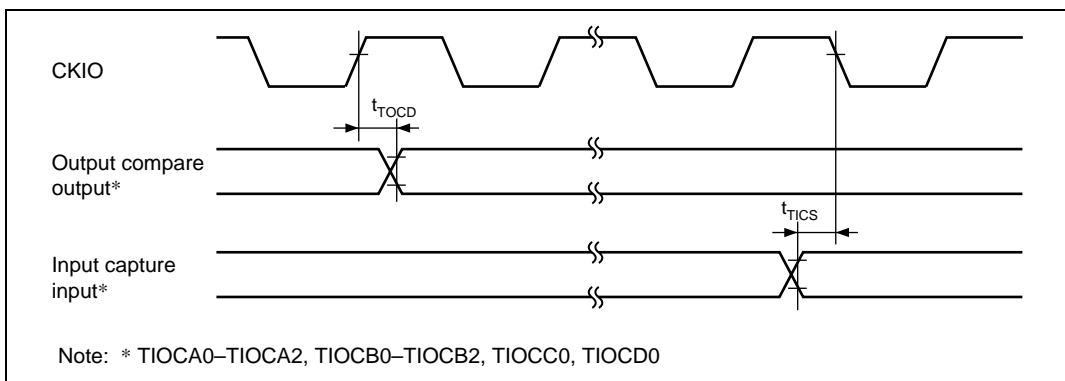 CKIO
tTOCD
Output compare
output*
tTICS
Input capture
input*
Note: * TIOCA0–TIOCA2, TIOCB0–TIOCB2, TIOCC0, TIOCD0